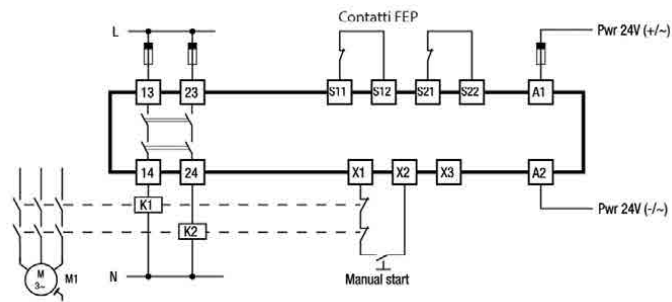 Contatti FEP
L
Pwr 24V (+/~)
13
23
S11
S12
S21
S22
A1
14
24
X1
X2
X3
A2
K1
K2
Pwr 24V (-/~)
M
3~
M1
N
Manual start